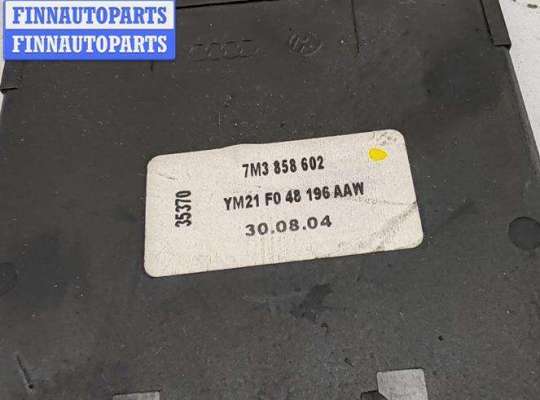 FINNAUTOPARTS
FINNAUTOPARTS
7M3 858 602
35370
YM21 F0 48 196 AAW
30.08.04